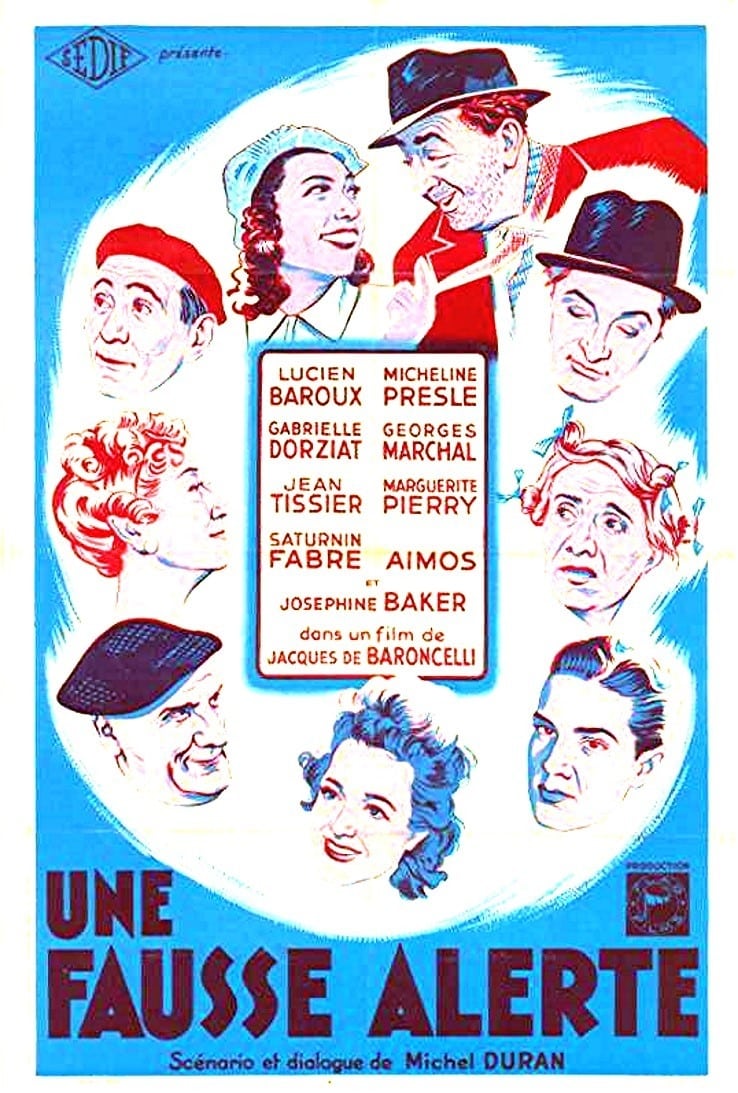 SEDIF
présente
LUCIEN MICHELINE
BAROUX PRESLE
GABRIELLE GEORGES
DORZIAT MARCHAL
JEAN MARGUERITE
TISSIER PIERRY
SATURNIN
FABRE AIMOS
ET
JOSEPHINE BAKER
dans un film de
JACQUES DE BARONCELLI
PRODUCTION
UNE
FAUSSE ALERTE
Scénario et dialogue de Michel DURAN